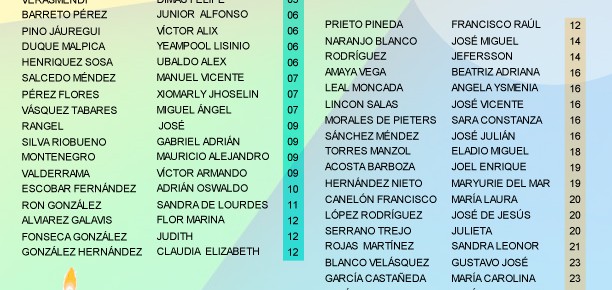 VERASMENDI DIMAS FELIPE 05
BARRETO PÉREZ JUNIOR ALFONSO 06
PINO JÁUREGUI VÍCTOR ALIX 06
DUQUE MALPICA YEAMPOOL LISINIO 06
HENRIQUEZ SOSA UBALDO ALEX 06
SALCEDO MÉNDEZ MANUEL VICENTE 07
PÉREZ FLORES XIOMARLY JHOSELIN 07
VÁSQUEZ TABARES MIGUEL ÁNGEL 07
RANGEL JOSÉ 09
SILVA RIOBUENO GABRIEL ADRIÁN 09
MONTENEGRO MAURICIO ALEJANDRO 09
VALDERRAMA VÍCTOR ARMANDO 09
ESCOBAR FERNÁNDEZ ADRIÁN OSWALDO 10
RON GONZÁLEZ SANDRA DE LOURDES 11
ALVIAREZ GALAVIS FLOR MARINA 12
FONSECA GONZÁLEZ JUDITH 12
GONZÁLEZ HERNÁNDEZ CLAUDIA ELIZABETH 12
PRIETO PINEDA FRANCISCO RAÚL 12
NARANJO BLANCO JOSÉ MIGUEL 14
RODRÍGUEZ JEFERSSON 14
AMAYA VEGA BEATRIZ ADRIANA 16
LEAL MONCADA ANGELA YSMENIA 16
LINCON SALAS JOSÉ VICENTE 16
MORALES DE PIETERS SARA CONSTANZA 16
SÁNCHEZ MÉNDEZ JOSÉ JULIÁN 16
TORRES MANZOL ELADIO MIGUEL 18
ACOSTA BARBOZA JOEL ENRIQUE 19
HERNÁNDEZ NIETO MARYURIE DEL MAR 19
CANELÓN FRANCISCO MARÍA LAURA 20
LÓPEZ RODRÍGUEZ JOSÉ DE JESÚS 20
SERRANO TREJO JULIETA 20
ROJAS MARTÍNEZ SANDRA LEONOR 21
BLANCO VELÁSQUEZ GUSTAVO JOSÉ 23
GARCÍA CASTAÑEDA MARÍA CAROLINA 23